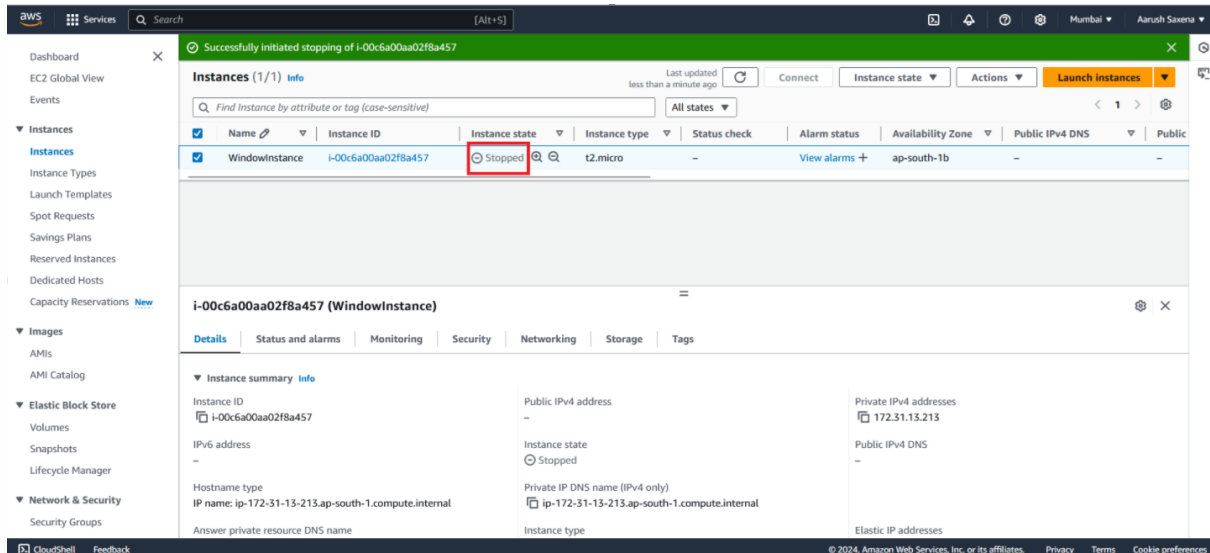 aws Services Search [Alt+S] Mumbai Aarush Saxena
Dashboard
EC2 Global View
Events
Instances
Instances
Instance Types
Launch Templates
Spot Requests
Savings Plans
Reserved Instances
Dedicated Hosts
Capacity Reservations New
Images
AMIs
AMI Catalog
Elastic Block Store
Volumes
Snapshots
Lifecycle Manager
Network & Security
Security Groups
Successfully initiated stopping of i-00c6a00aa02f8a457
Instances (1/1) Info
Last updated
less than a minute ago
Connect Instance state Actions Launch instances
Find Instance by attribute or tag (case-sensitive) All states 1
Name Instance ID Instance state Instance type Status check Alarm status Availability Zone Public IPv4 DNS Public
WindowInstance i-00c6a00aa02f8a457 Stopped t2.micro – View alarms + ap-south-1b – –
i-00c6a00aa02f8a457 (WindowInstance)
Details Status and alarms Monitoring Security Networking Storage Tags
Instance summary Info
Instance ID Public IPv4 address Private IPv4 addresses
i-00c6a00aa02f8a457 – 172.31.13.213
IPv6 address Instance state Public IPv4 DNS
– Stopped –
Hostname type Private IP DNS name (IPv4 only)
IP name: ip-172-31-13-213.ap-south-1.compute.internal ip-172-31-13-213.ap-south-1.compute.internal
Answer private resource DNS name Instance type Elastic IP addresses
CloudShell Feedback © 2024, Amazon Web Services, Inc. or its affiliates. Privacy Terms Cookie preferences